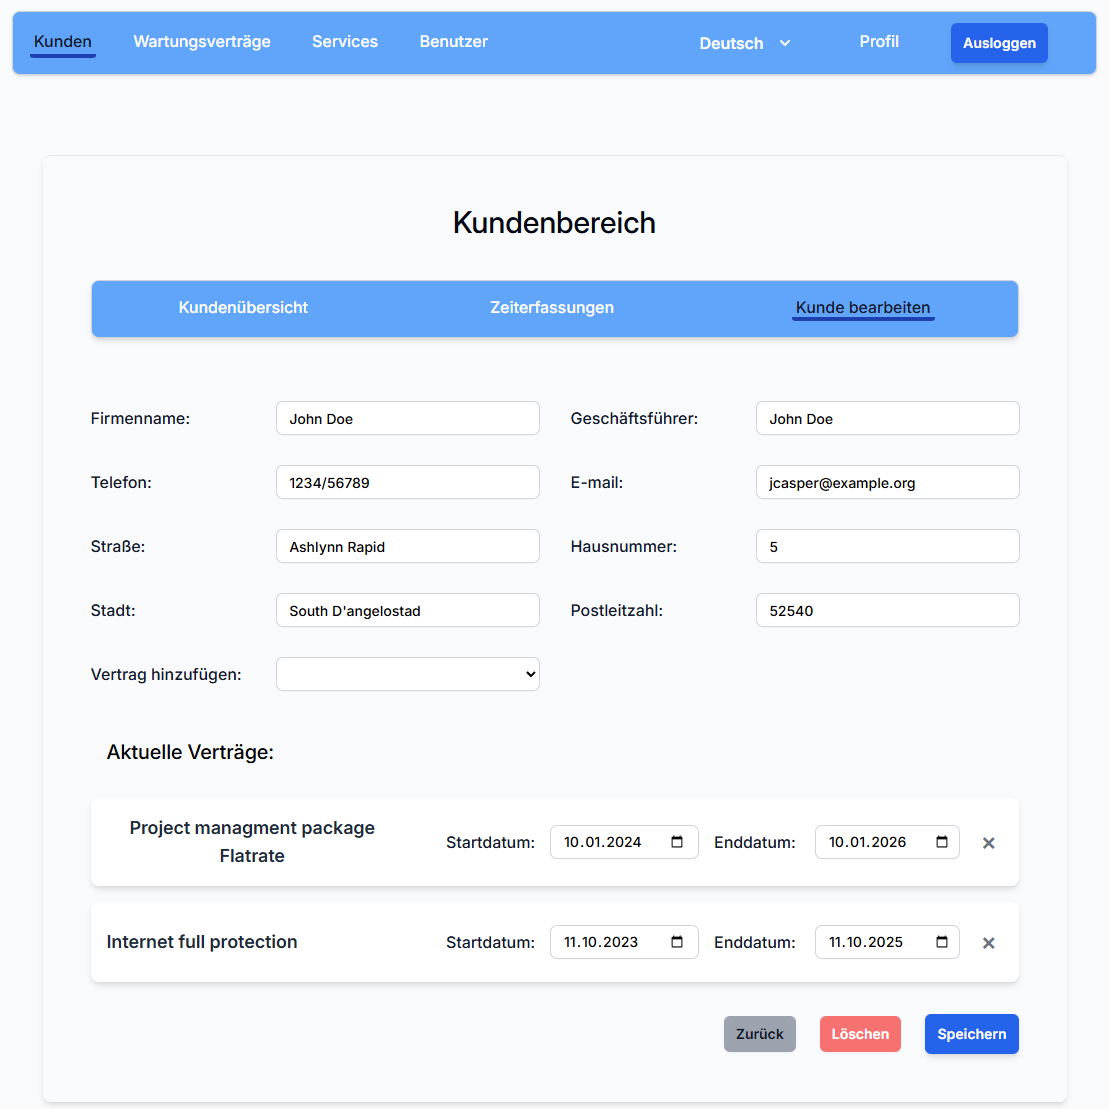 Kunden Wartungsverträge Services Benutzer Deutsch Profil Ausloggen
Kundenbereich
Kundenübersicht Zeiterfassungen Kunde bearbeiten
Firmenname: John Doe Geschäftsführer: John Doe
Telefon: 1234/56789 E-mail: jcasper@example.org
Straße: Ashlynn Rapid Hausnummer: 5
Stadt: South D'angelostad Postleitzahl: 52540
Vertrag hinzufügen:
Aktuelle Verträge:
Project managment package
Flatrate
Startdatum: 10.01.2024 Enddatum: 10.01.2026 ×
Internet full protection Startdatum: 11.10.2023 Enddatum: 11.10.2025 ×
Zurück Löschen Speichern